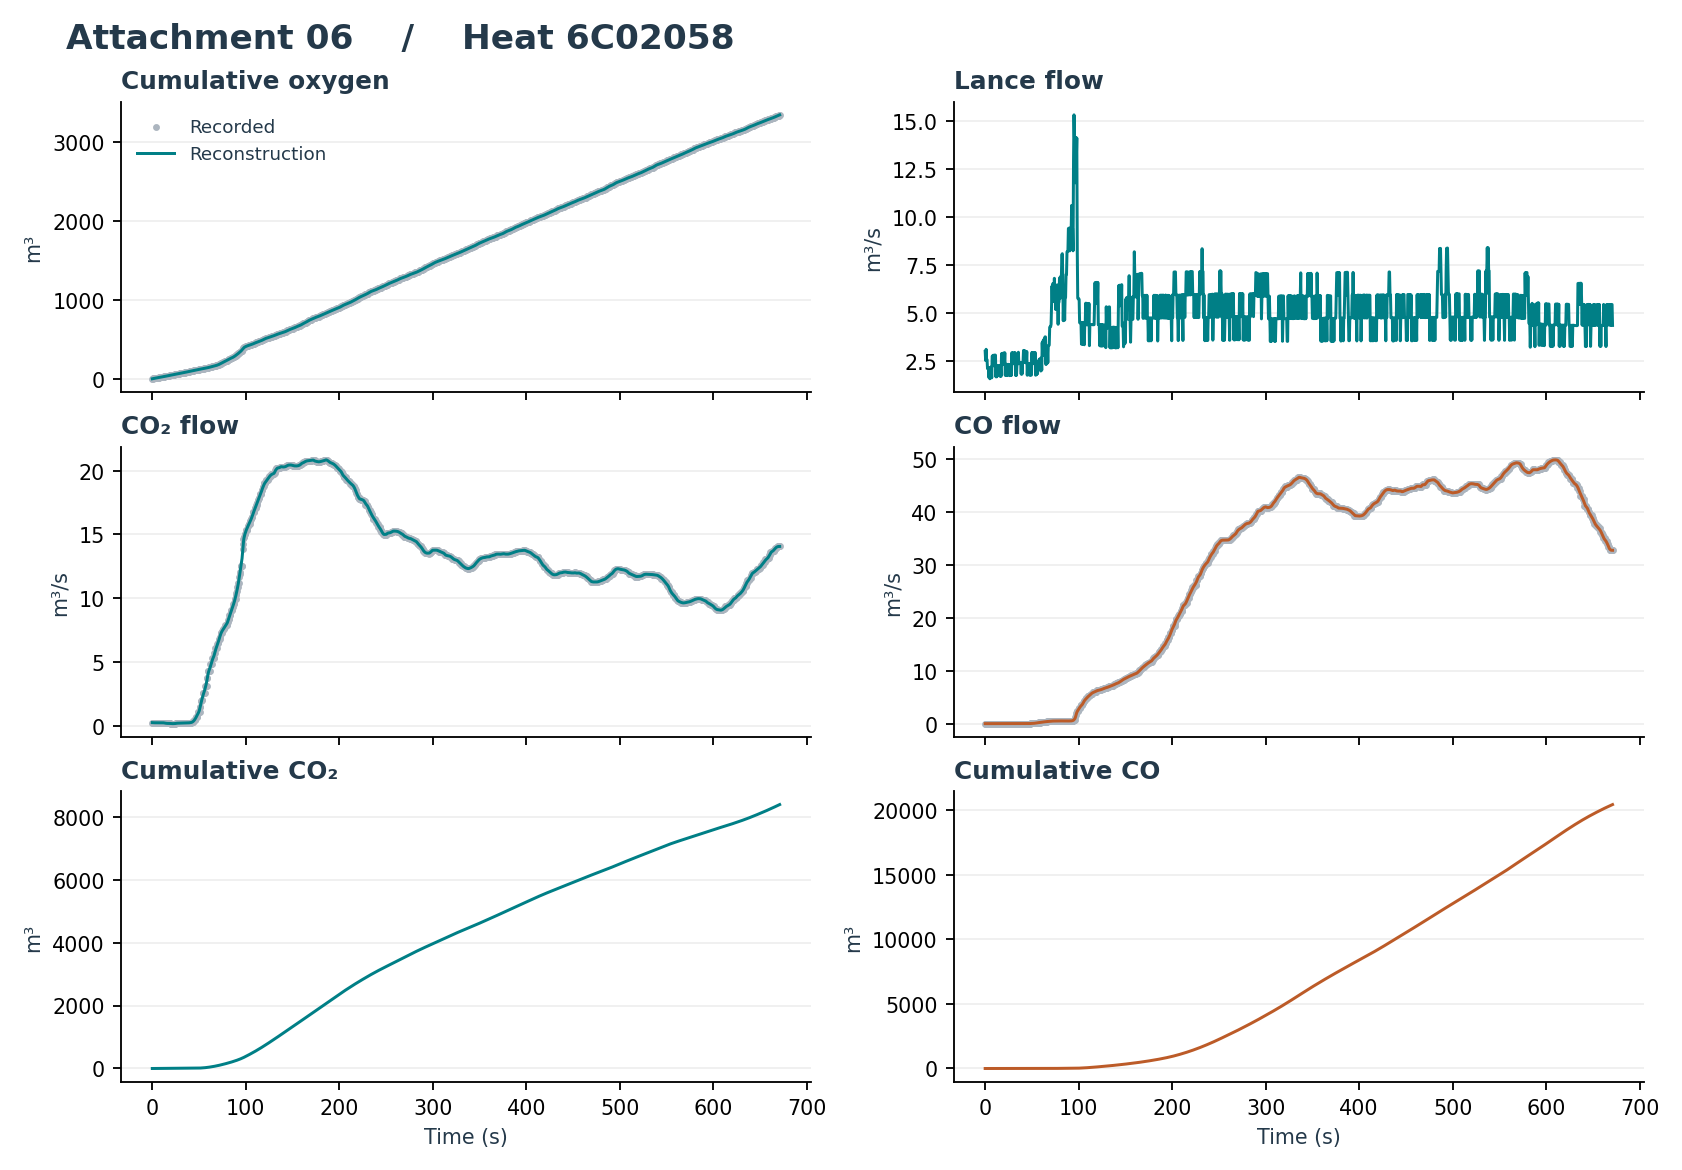 Attachment 06 / Heat 6C02058
Cumulative oxygen
m³
3000
2000
1000
0
Recorded
Reconstruction
Lance flow
m³/s
15.0
12.5
10.0
7.5
5.0
2.5
CO₂ flow
m³/s
20
15
10
5
0
CO flow
m³/s
50
40
30
20
10
0
Cumulative CO₂
m³
8000
6000
4000
2000
0
0 100 200 300 400 500 600 700
Time (s)
Cumulative CO
m³
20000
15000
10000
5000
0
0 100 200 300 400 500 600 700
Time (s)